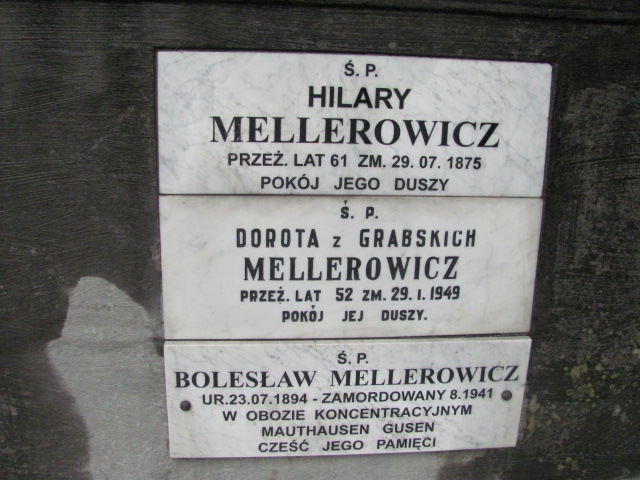 Ś. P.
HILARY
MELLEROWICZ
PRZEŻ. LAT 61 ZM. 29. 07. 1875
POKÓJ JEGO DUSZY
Ś. P.
DOROTA Z GRABSKICH
MELLEROWICZ
PRZEŻ. LAT 52 ZM. 29. I. 1949
POKÓJ JEJ DUSZY.
Ś. P.
BOLESŁAW MELLEROWICZ
UR.23.07.1894 - ZAMORDOWANY 8.1941
W OBOZIE KONCENTRACYJNYM
MAUTHAUSEN GUSEN
CZEŚĆ JEGO PAMIĘCI